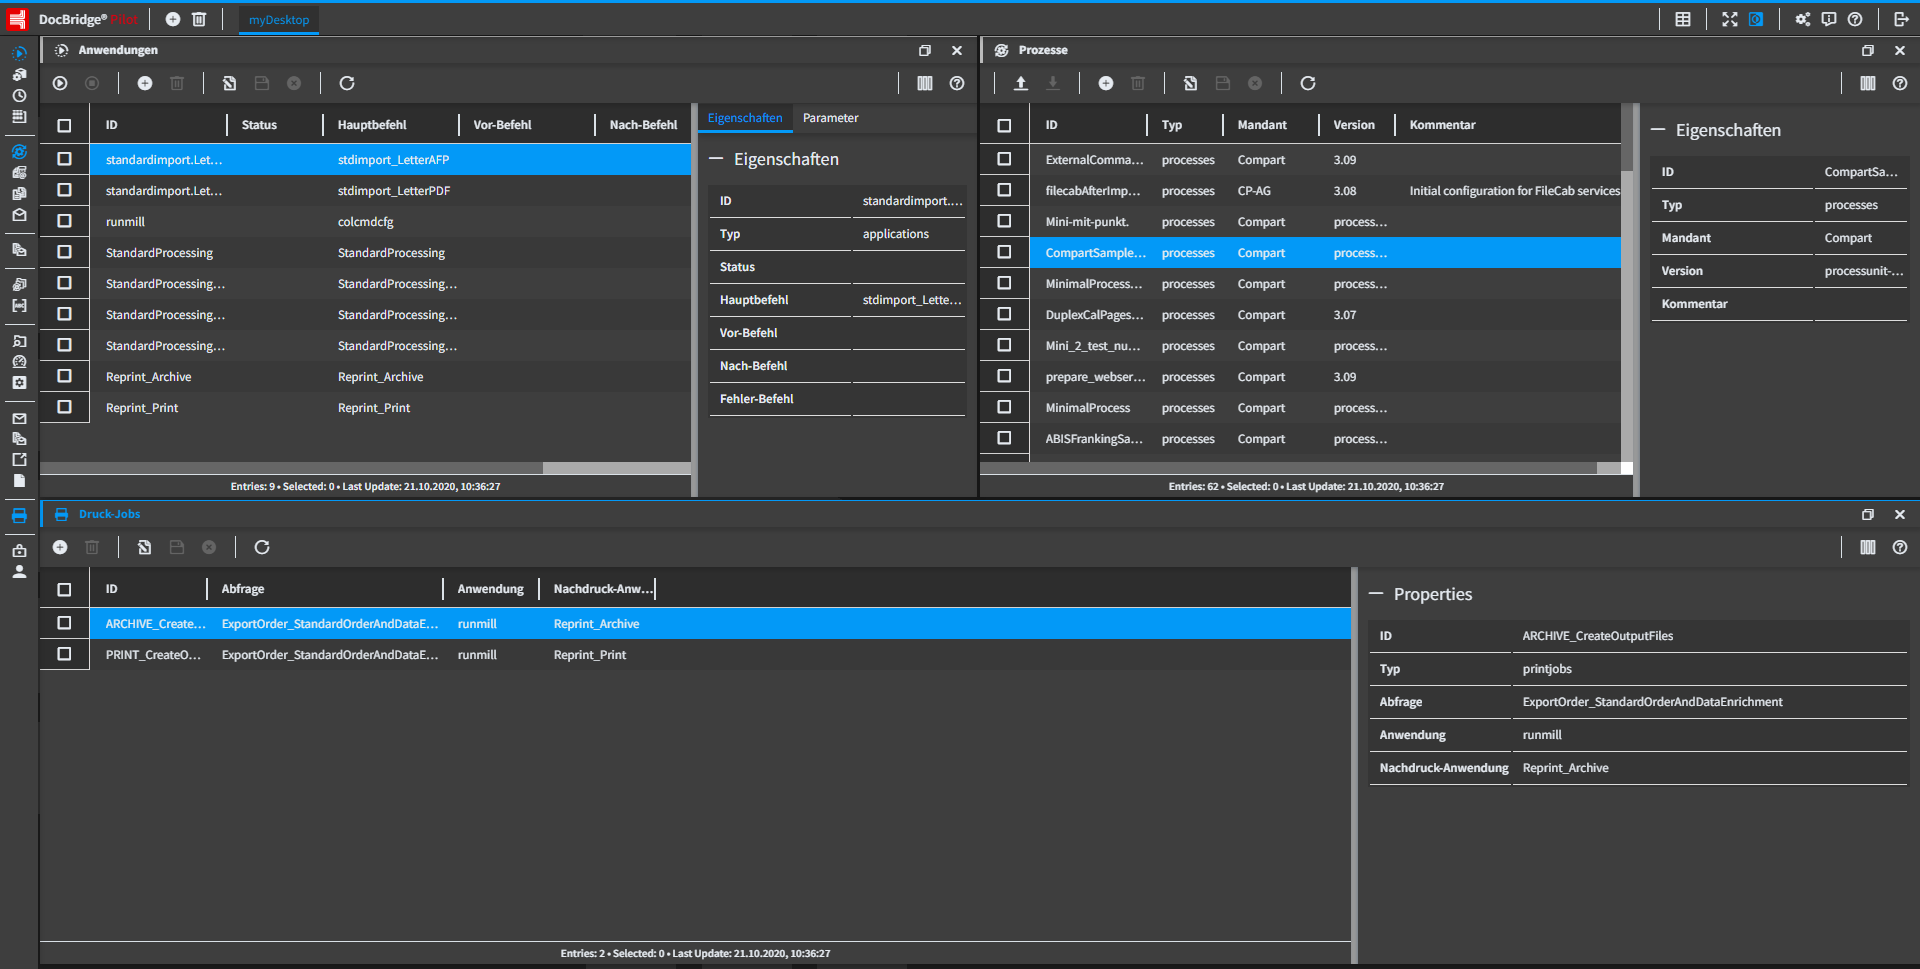 DocBridge® Pilot
myDesktop
Anwendungen
ID Status Hauptbefehl Vor-Befehl Nach-Befehl
standardimport.Let... stdimport_LetterAFP
standardimport.Let... stdimport_LetterPDF
runmill colcmdcfg
StandardProcessing StandardProcessing
StandardProcessing... StandardProcessing...
StandardProcessing... StandardProcessing...
StandardProcessing... StandardProcessing...
Reprint_Archive Reprint_Archive
Reprint_Print Reprint_Print
Entries: 9 • Selected: 0 • Last Update: 21.10.2020, 10:36:27
Eigenschaften Parameter
Eigenschaften
ID standardimport....
Typ applications
Status
Hauptbefehl stdimport_Lette...
Vor-Befehl
Nach-Befehl
Fehler-Befehl
Prozesse
ID Typ Mandant Version Kommentar
ExternalComma... processes Compart 3.09
filecabAfterImp... processes CP-AG 3.08 Initial configuration for FileCab services
Mini-mit-punkt. processes Compart process...
CompartSample... processes Compart process...
MinimalProcess... processes Compart process...
DuplexCalPages... processes Compart 3.07
Mini_2_test_nu... processes Compart process...
prepare_webser... processes Compart 3.09
MinimalProcess processes Compart process...
ABISFrankingSa... processes Compart process...
Entries: 62 • Selected: 0 • Last Update: 21.10.2020, 10:36:27
Eigenschaften
ID CompartSa...
Typ processes
Mandant Compart
Version processunit-...
Kommentar
Druck-Jobs
ID Abfrage Anwendung Nachdruck-Anw...
ARCHIVE_Create... ExportOrder_StandardOrderAndDataE... runmill Reprint_Archive
PRINT_CreateO... ExportOrder_StandardOrderAndDataE... runmill Reprint_Print
Entries: 2 • Selected: 0 • Last Update: 21.10.2020, 10:36:27
Properties
ID ARCHIVE_CreateOutputFiles
Typ printjobs
Abfrage ExportOrder_StandardOrderAndDataEnrichment
Anwendung runmill
Nachdruck-Anwendung Reprint_Archive